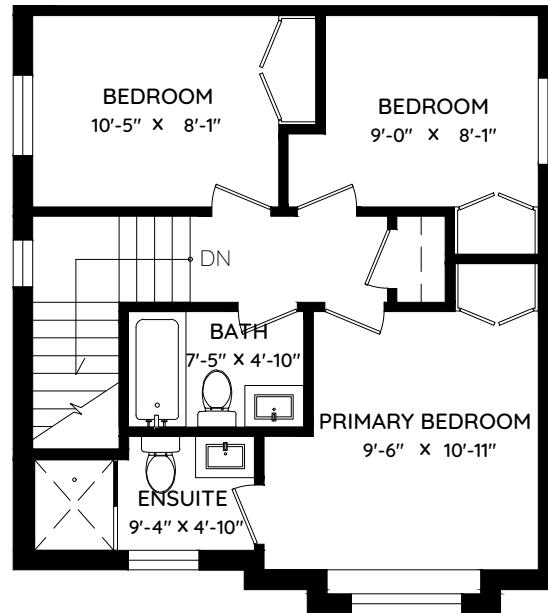 BEDROOM
10'-5" X 8'-1"
BEDROOM
9'-0" X 8'-1"
DN
BATH
7'-5" X 4'-10"
PRIMARY BEDROOM
9'-6" X 10'-11"
ENSUITE
9'-4" X 4'-10"